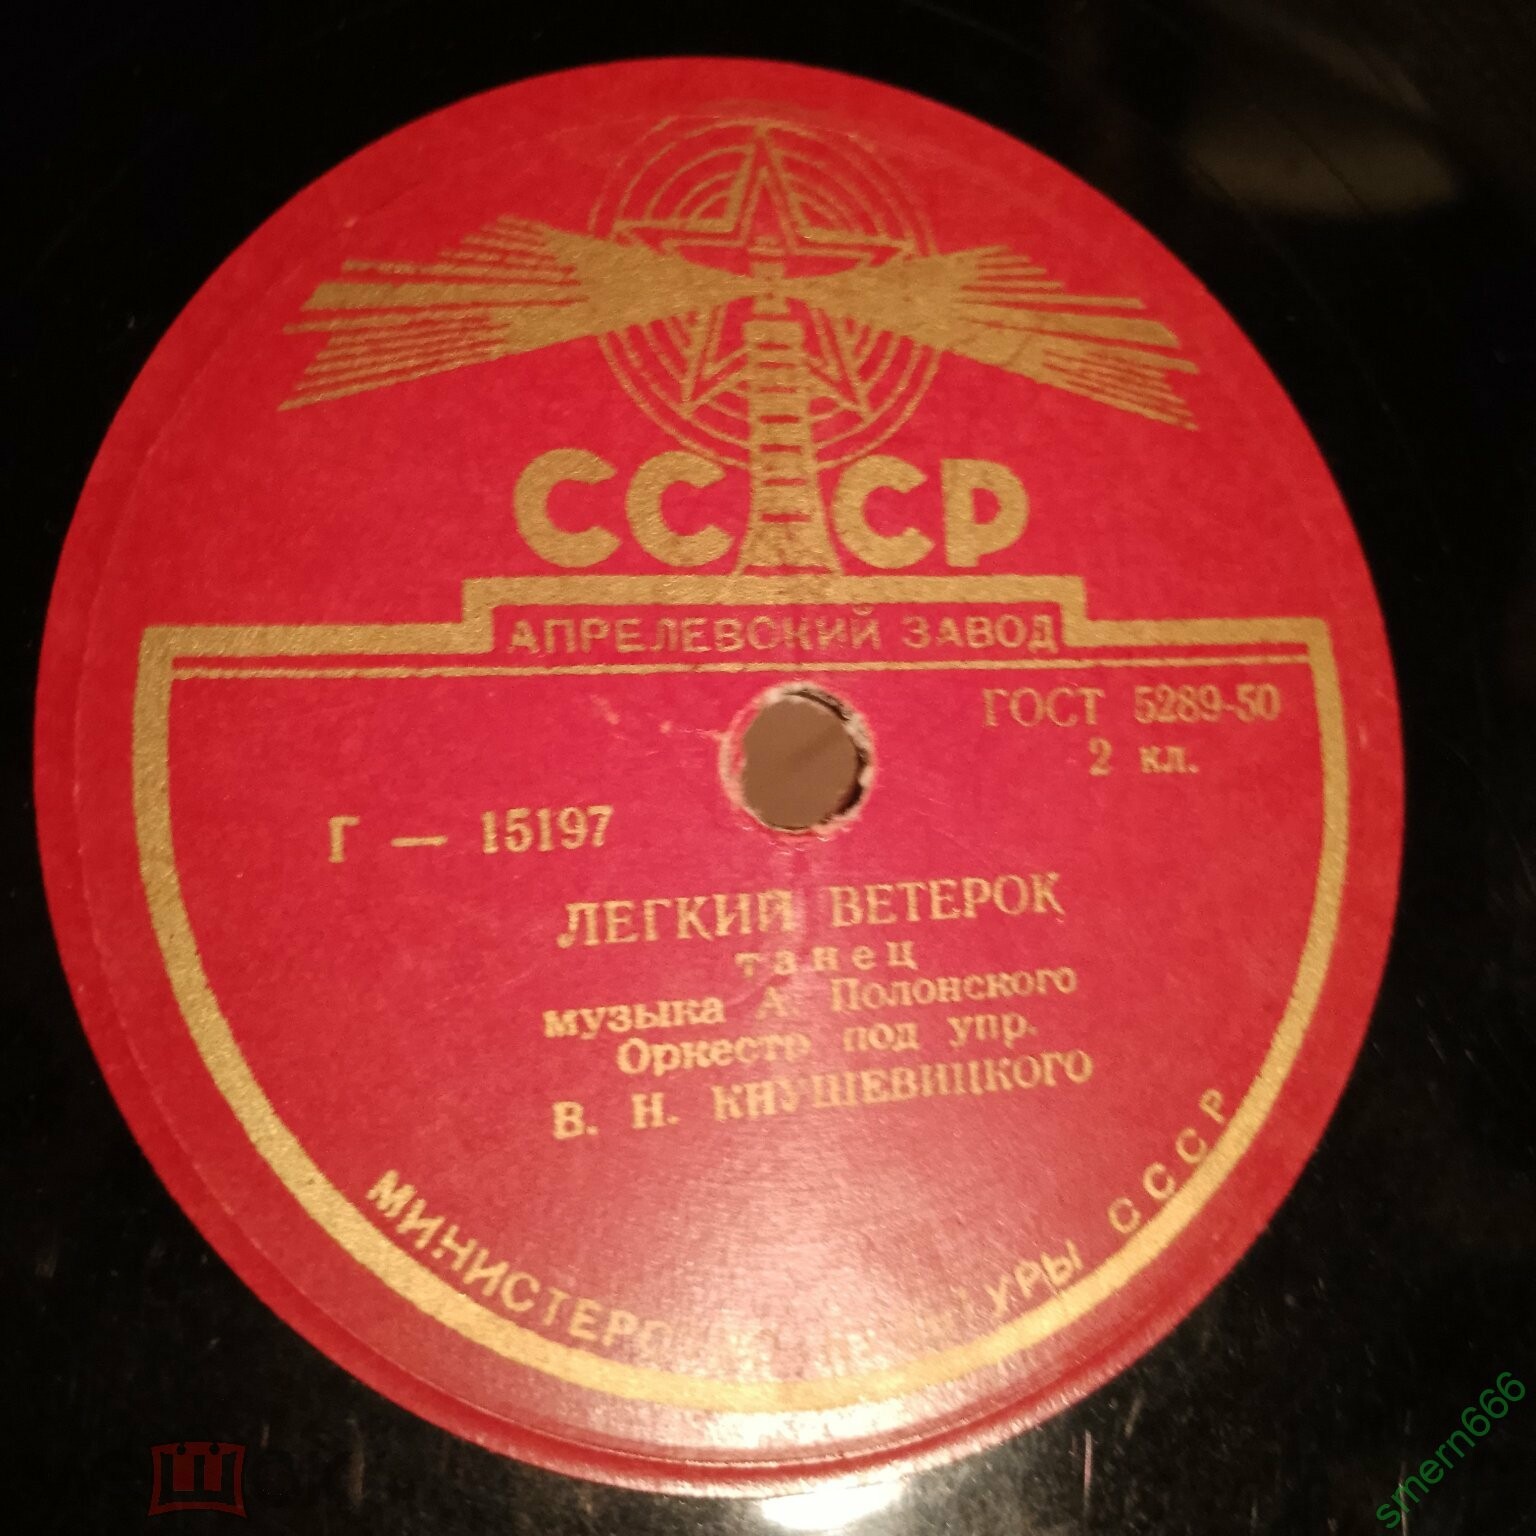 СССР
АПРЕЛЕВСКИЙ ЗАВОД
ГОСТ 5289-50
2 кл.
Г — 15197
ЛЕГКИЙ ВЕТЕРОК
танец
музыка А. Полонского
Оркестр под упр.
В. Н. КНУШЕВИЦКОГО
МИНИСТЕРСТВО КУЛЬТУРЫ СССР
smern666